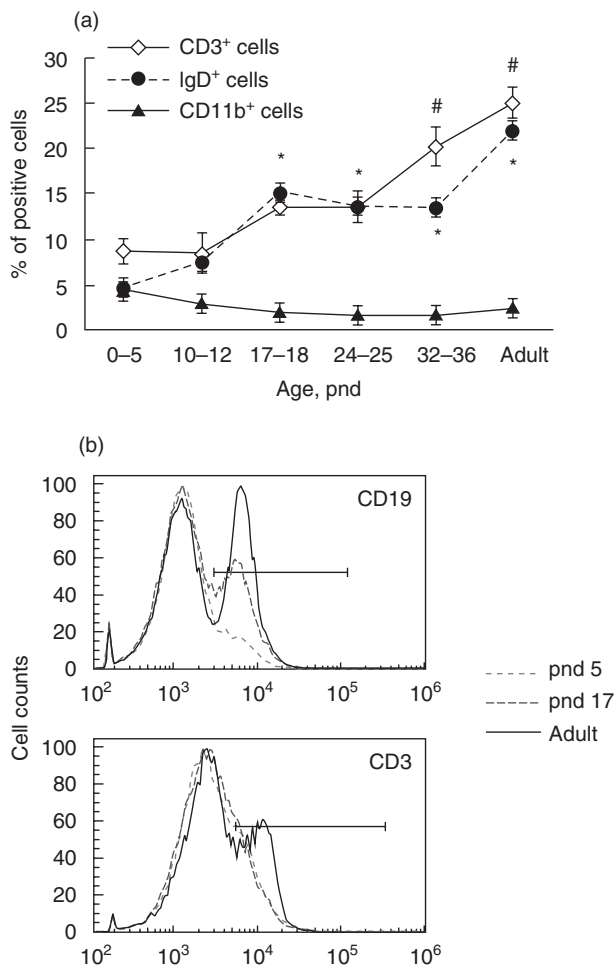 (a)
CD3⁺ cells
IgD⁺ cells
CD11b⁺ cells
% of positive cells
30
25
20
15
10
5
0
* * # #
* *
0–5 10–12 17–18 24–25 32–36 Adult
Age, pnd
(b)
Cell counts
CD19
100
80
60
40
20
0
10² 10³ 10⁴ 10⁵ 10⁶
pnd 5
pnd 17
Adult
CD3
100
80
60
40
20
0
10² 10³ 10⁴ 10⁵ 10⁶